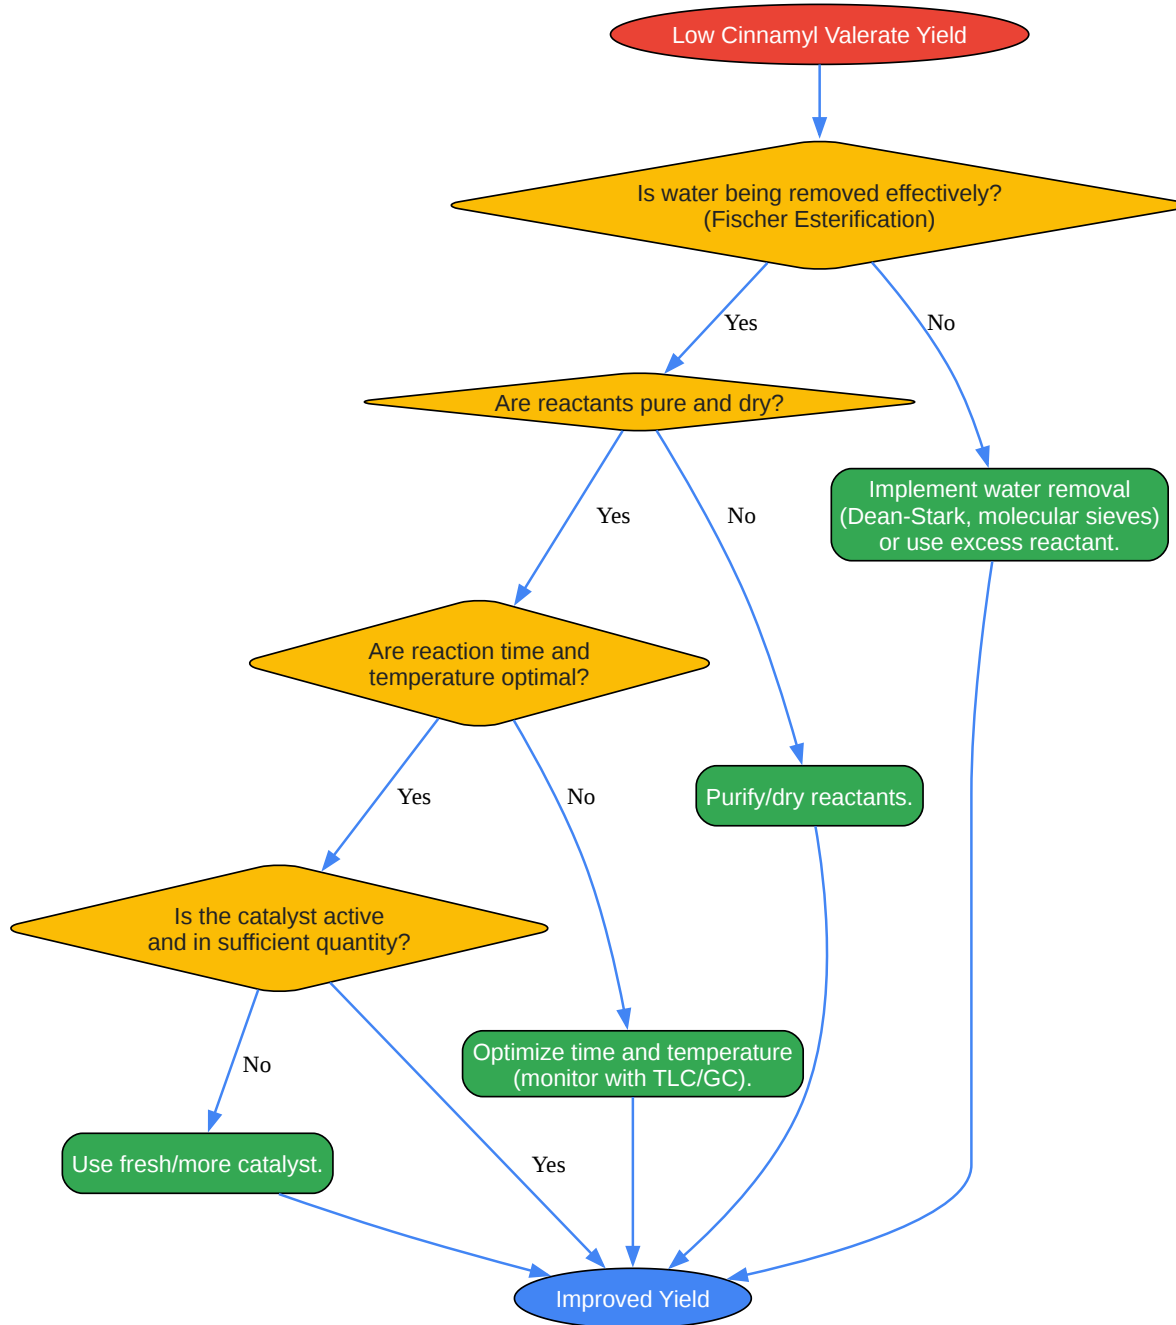 Low Cinnamyl Valerate Yield
Is water being removed effectively?
(Fischer Esterification)
Yes
No
Are reactants pure and dry?
Implement water removal
(Dean-Stark, molecular sieves)
or use excess reactant.
Yes
No
Are reaction time and
temperature optimal?
Yes
No
Purify/dry reactants.
Is the catalyst active
and in sufficient quantity?
Optimize time and temperature
(monitor with TLC/GC).
No
Yes
Use fresh/more catalyst.
Improved Yield